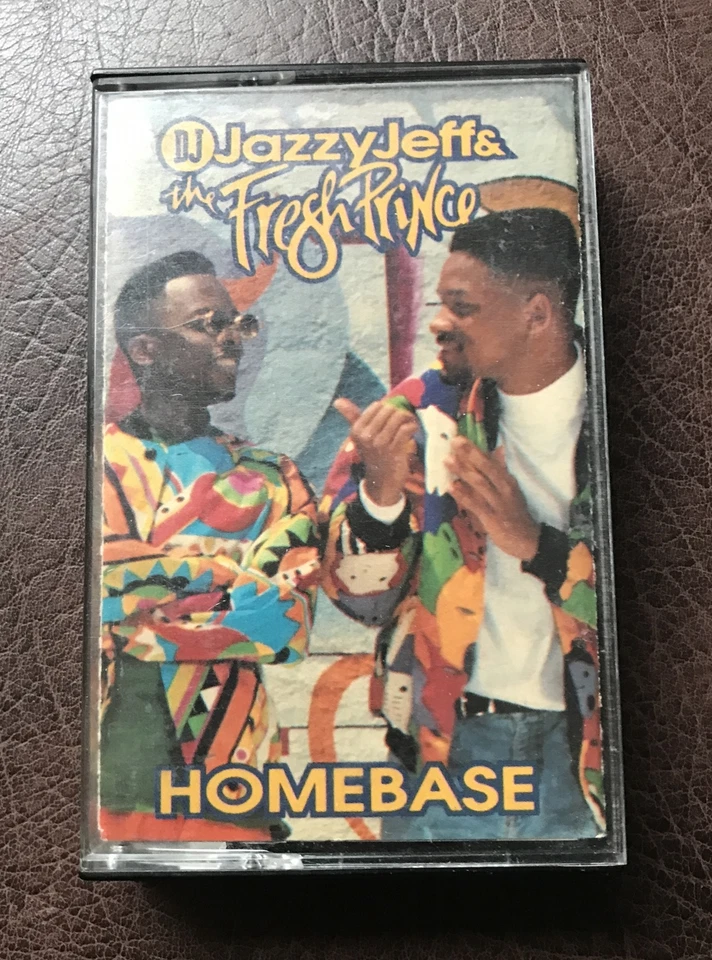 DJ Jazzy Jeff &
the Fresh Prince
HOMEBASE